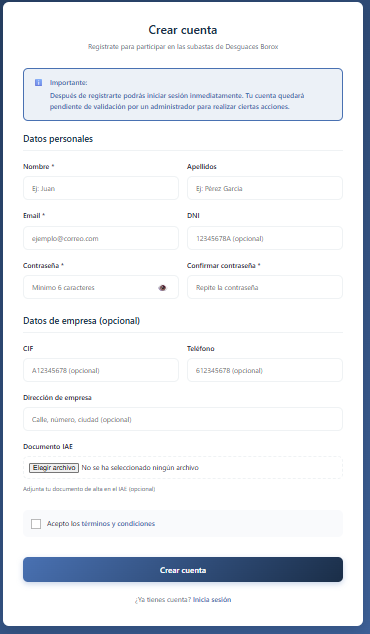 Crear cuenta
Regístrate para participar en las subastas de Desguaces Borox
Importante:
Después de registrarte podrás iniciar sesión inmediatamente. Tu cuenta quedará
pendiente de validación por un administrador para realizar ciertas acciones.
Datos personales
Nombre * Apellidos
Ej: Juan Ej: Pérez García
Email * DNI
ejemplo@correo.com 12345678A (opcional)
Contraseña * Confirmar contraseña *
Mínimo 6 caracteres Repite la contraseña
Datos de empresa (opcional)
CIF Teléfono
A12345678 (opcional) 612345678 (opcional)
Dirección de empresa
Calle, número, ciudad (opcional)
Documento IAE
Elegir archivo No se ha seleccionado ningún archivo
Adjunta tu documento de alta en el IAE (opcional)
Acepto los términos y condiciones
Crear cuenta
¿Ya tienes cuenta? Inicia sesión